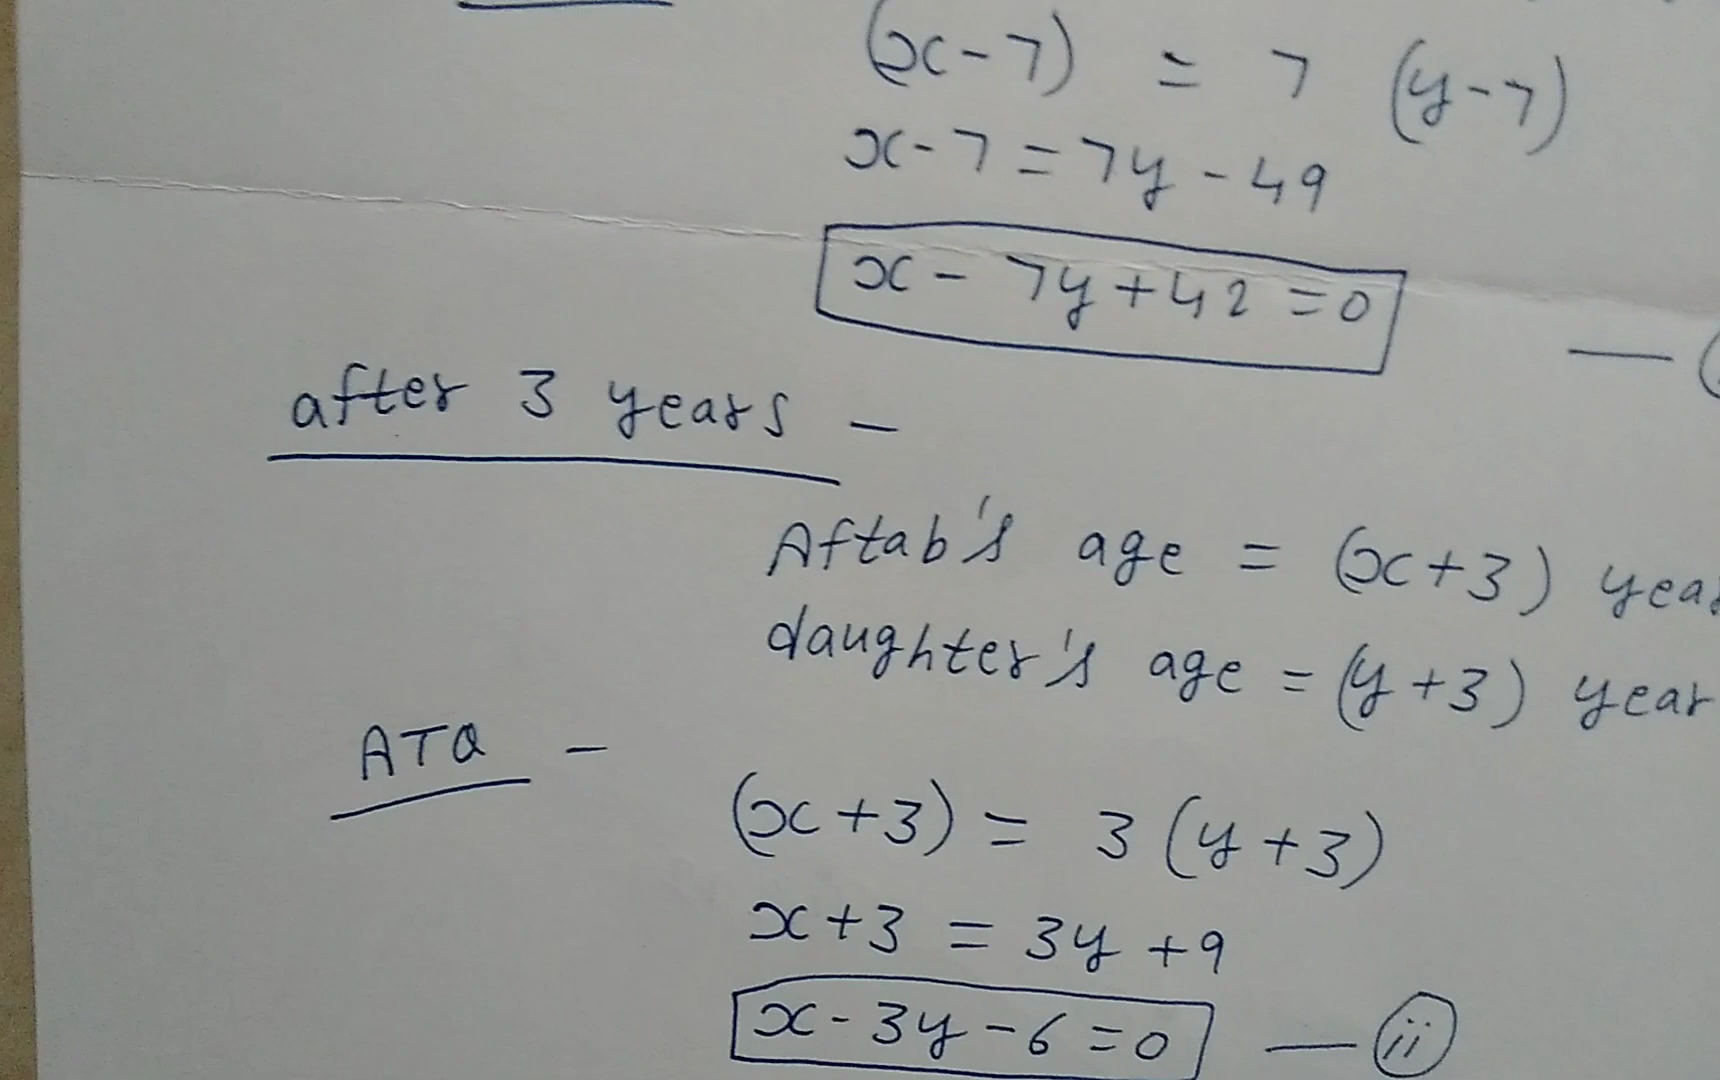 (x-7) = 7 (y-7)
x-7 = 7y - 49
x - 7y + 42 = 0
after 3 years -
Aftab's age = (x+3)
daughter's age = (y+3) year
ATQ -
(x+3) = 3 (y+3)
x+3 = 3y +9
x - 3y - 6 = 0 — ii